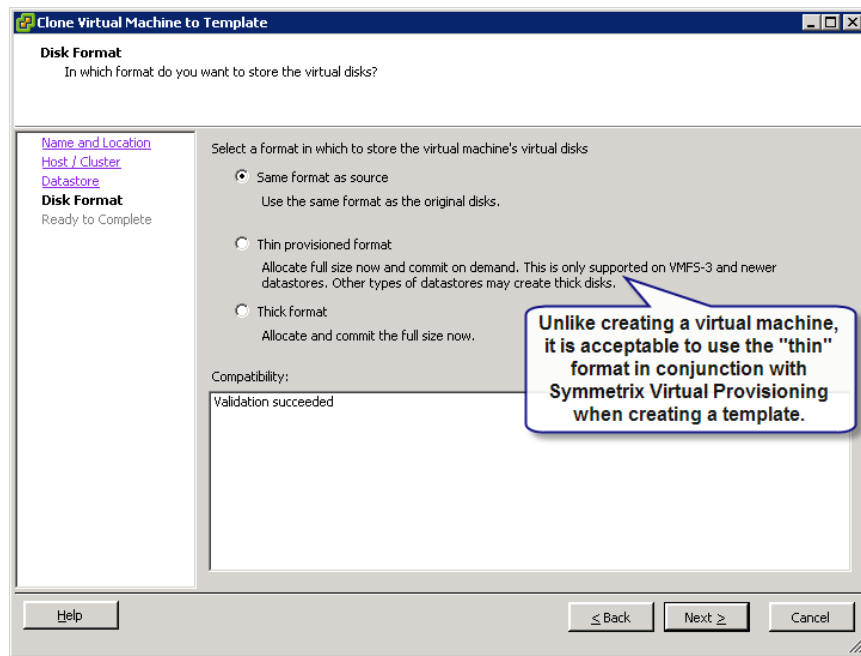 Clone Virtual Machine to Template
Disk Format
In which format do you want to store the virtual disks?
Name and Location
Host / Cluster
Datastore
Disk Format
Ready to Complete
Select a format in which to store the virtual machine's virtual disks
Same format as source
Use the same format as the original disks.
Thin provisioned format
Allocate full size now and commit on demand. This is only supported on VMFS-3 and newer
datastores. Other types of datastores may create thick disks.
Thick format
Allocate and commit the full size now.
Unlike creating a virtual machine,
it is acceptable to use the "thin"
format in conjunction with
Symmetrix Virtual Provisioning
when creating a template.
Compatibility:
Validation succeeded
Help
< Back
Next >
Cancel